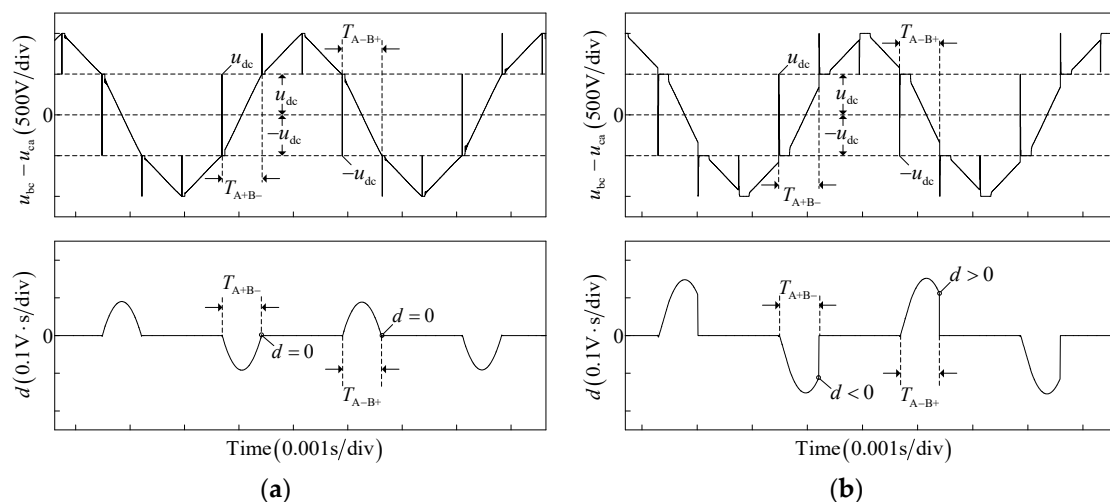 u_bc − u_ca (500V/div)
0
T_A−B+
u_dc
u_dc
−u_dc
−u_dc
T_A+B−
d (0.1V·s/div)
0
T_A+B−
d = 0
d = 0
T_A−B+
Time (0.001s/div)
(a)
u_bc − u_ca (500V/div)
0
T_A−B+
u_dc
u_dc
−u_dc
−u_dc
T_A+B−
d (0.1V·s/div)
0
T_A+B−
d > 0
d < 0
T_A−B+
Time (0.001s/div)
(b)